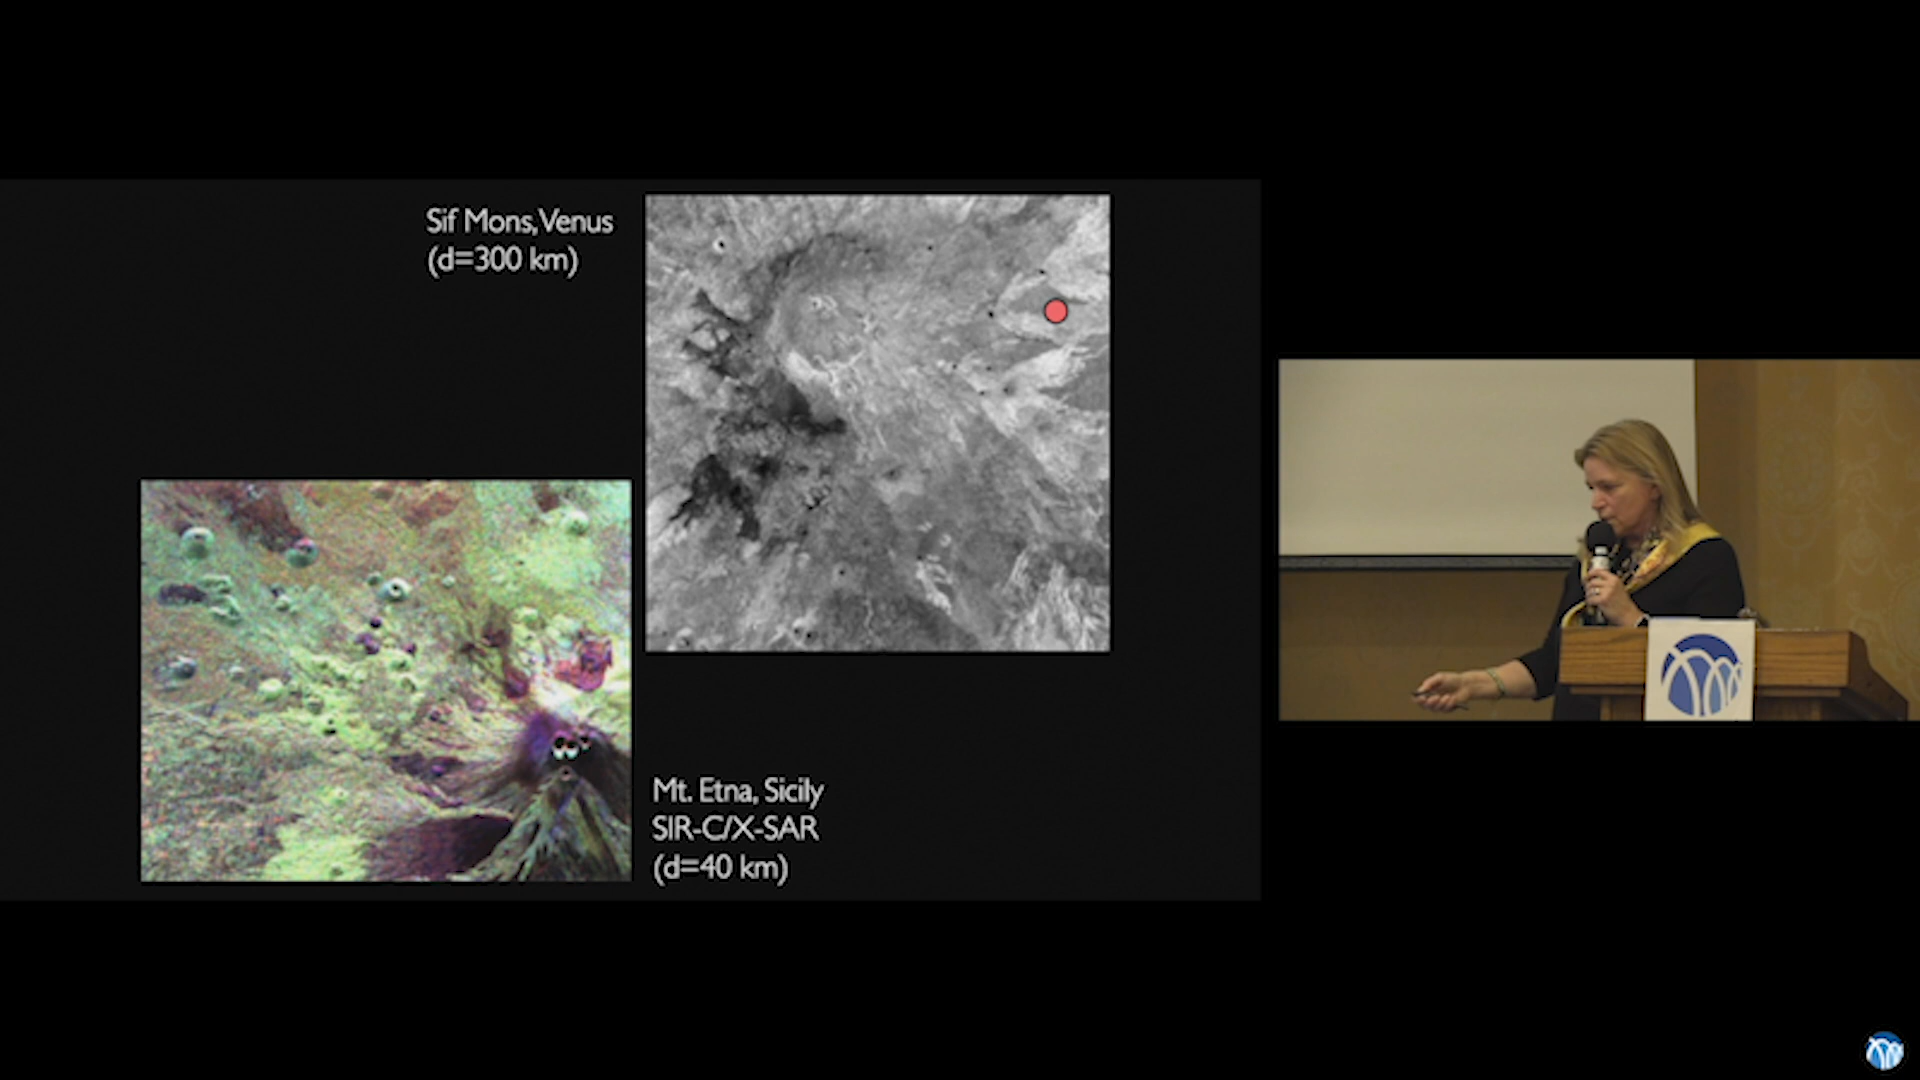 Sif Mons, Venus
(d=300 km)
Mt. Etna, Sicily
SIR-C/X-SAR
(d=40 km)